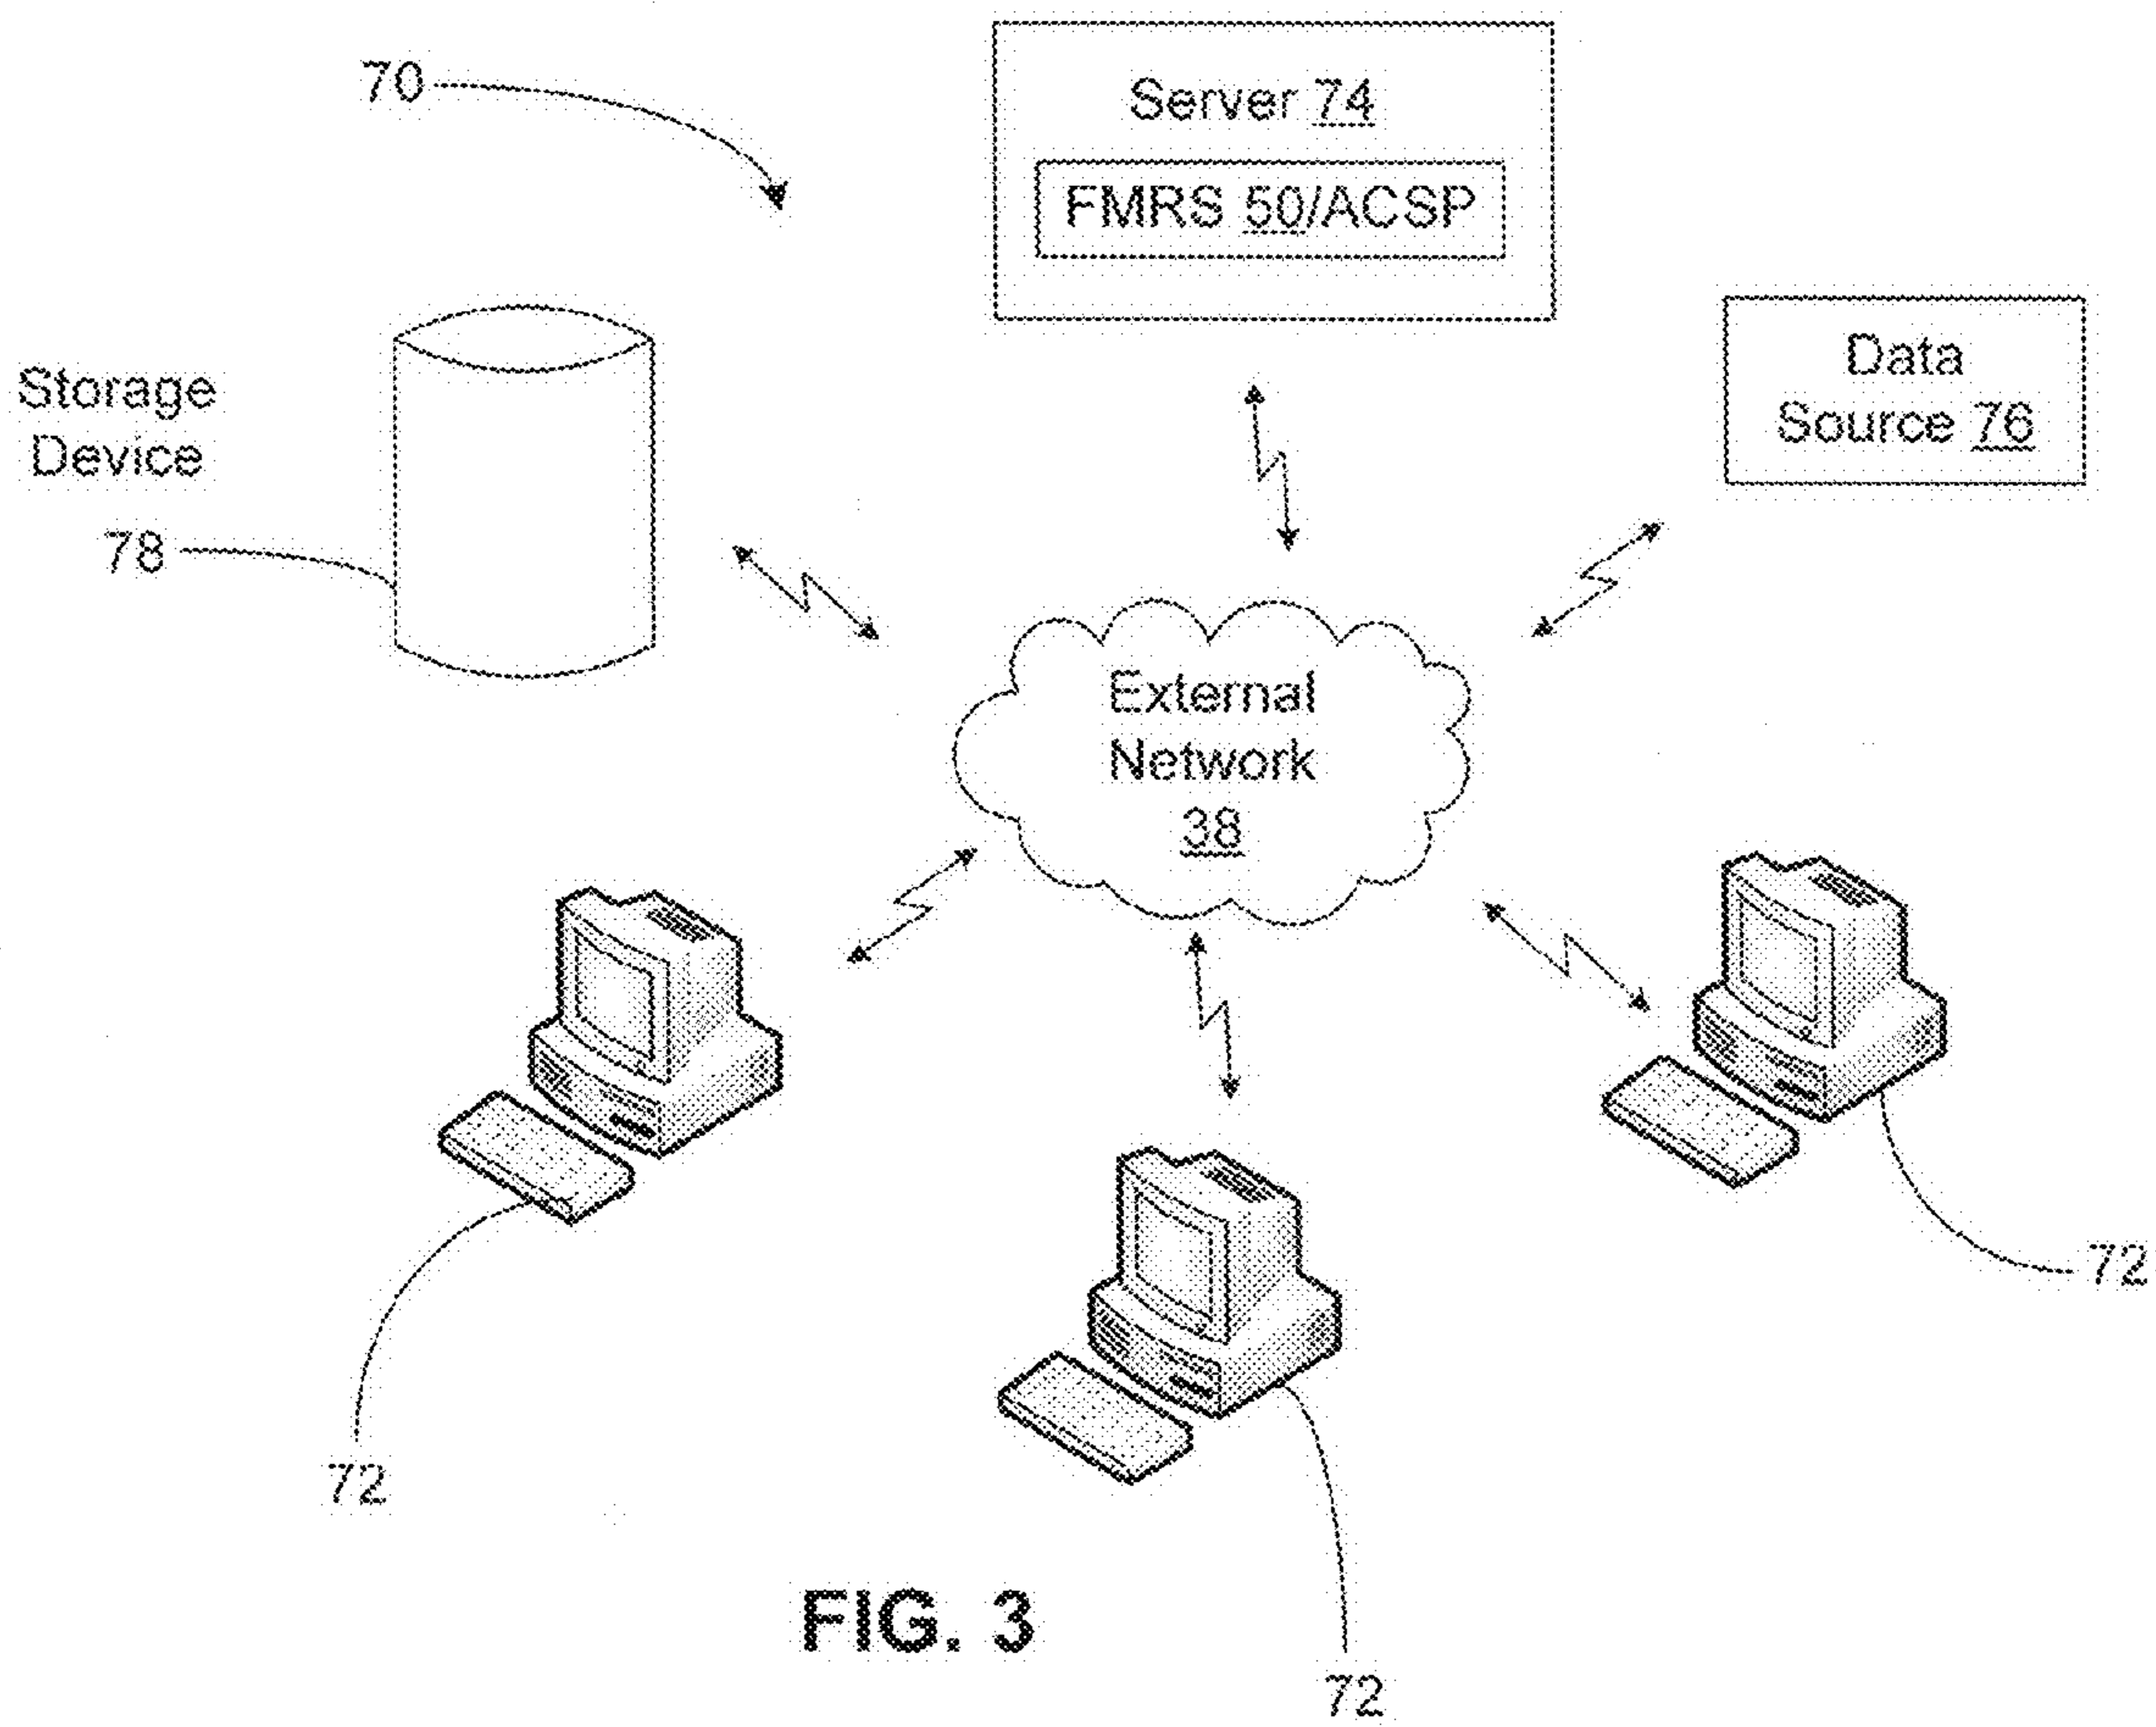 70
Server 74
FMRS 50/ACSP
Storage
Device
78
Data
Source 76
External
Network
38
72
72
72
FIG. 3